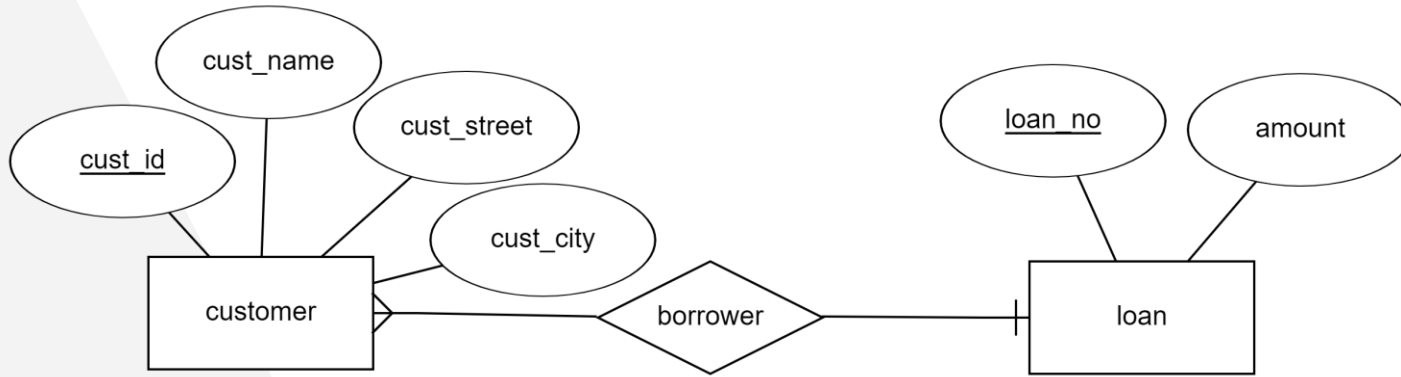 cust_name
cust_street
cust_id
cust_city
customer
borrower
loan_no
amount
loan